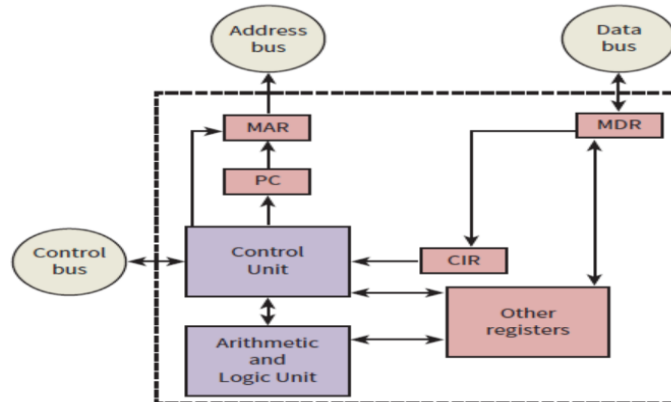 Address
bus
Data
bus
MAR
MDR
PC
Control
bus
Control
Unit
CIR
Other
registers
Arithmetic
and
Logic Unit